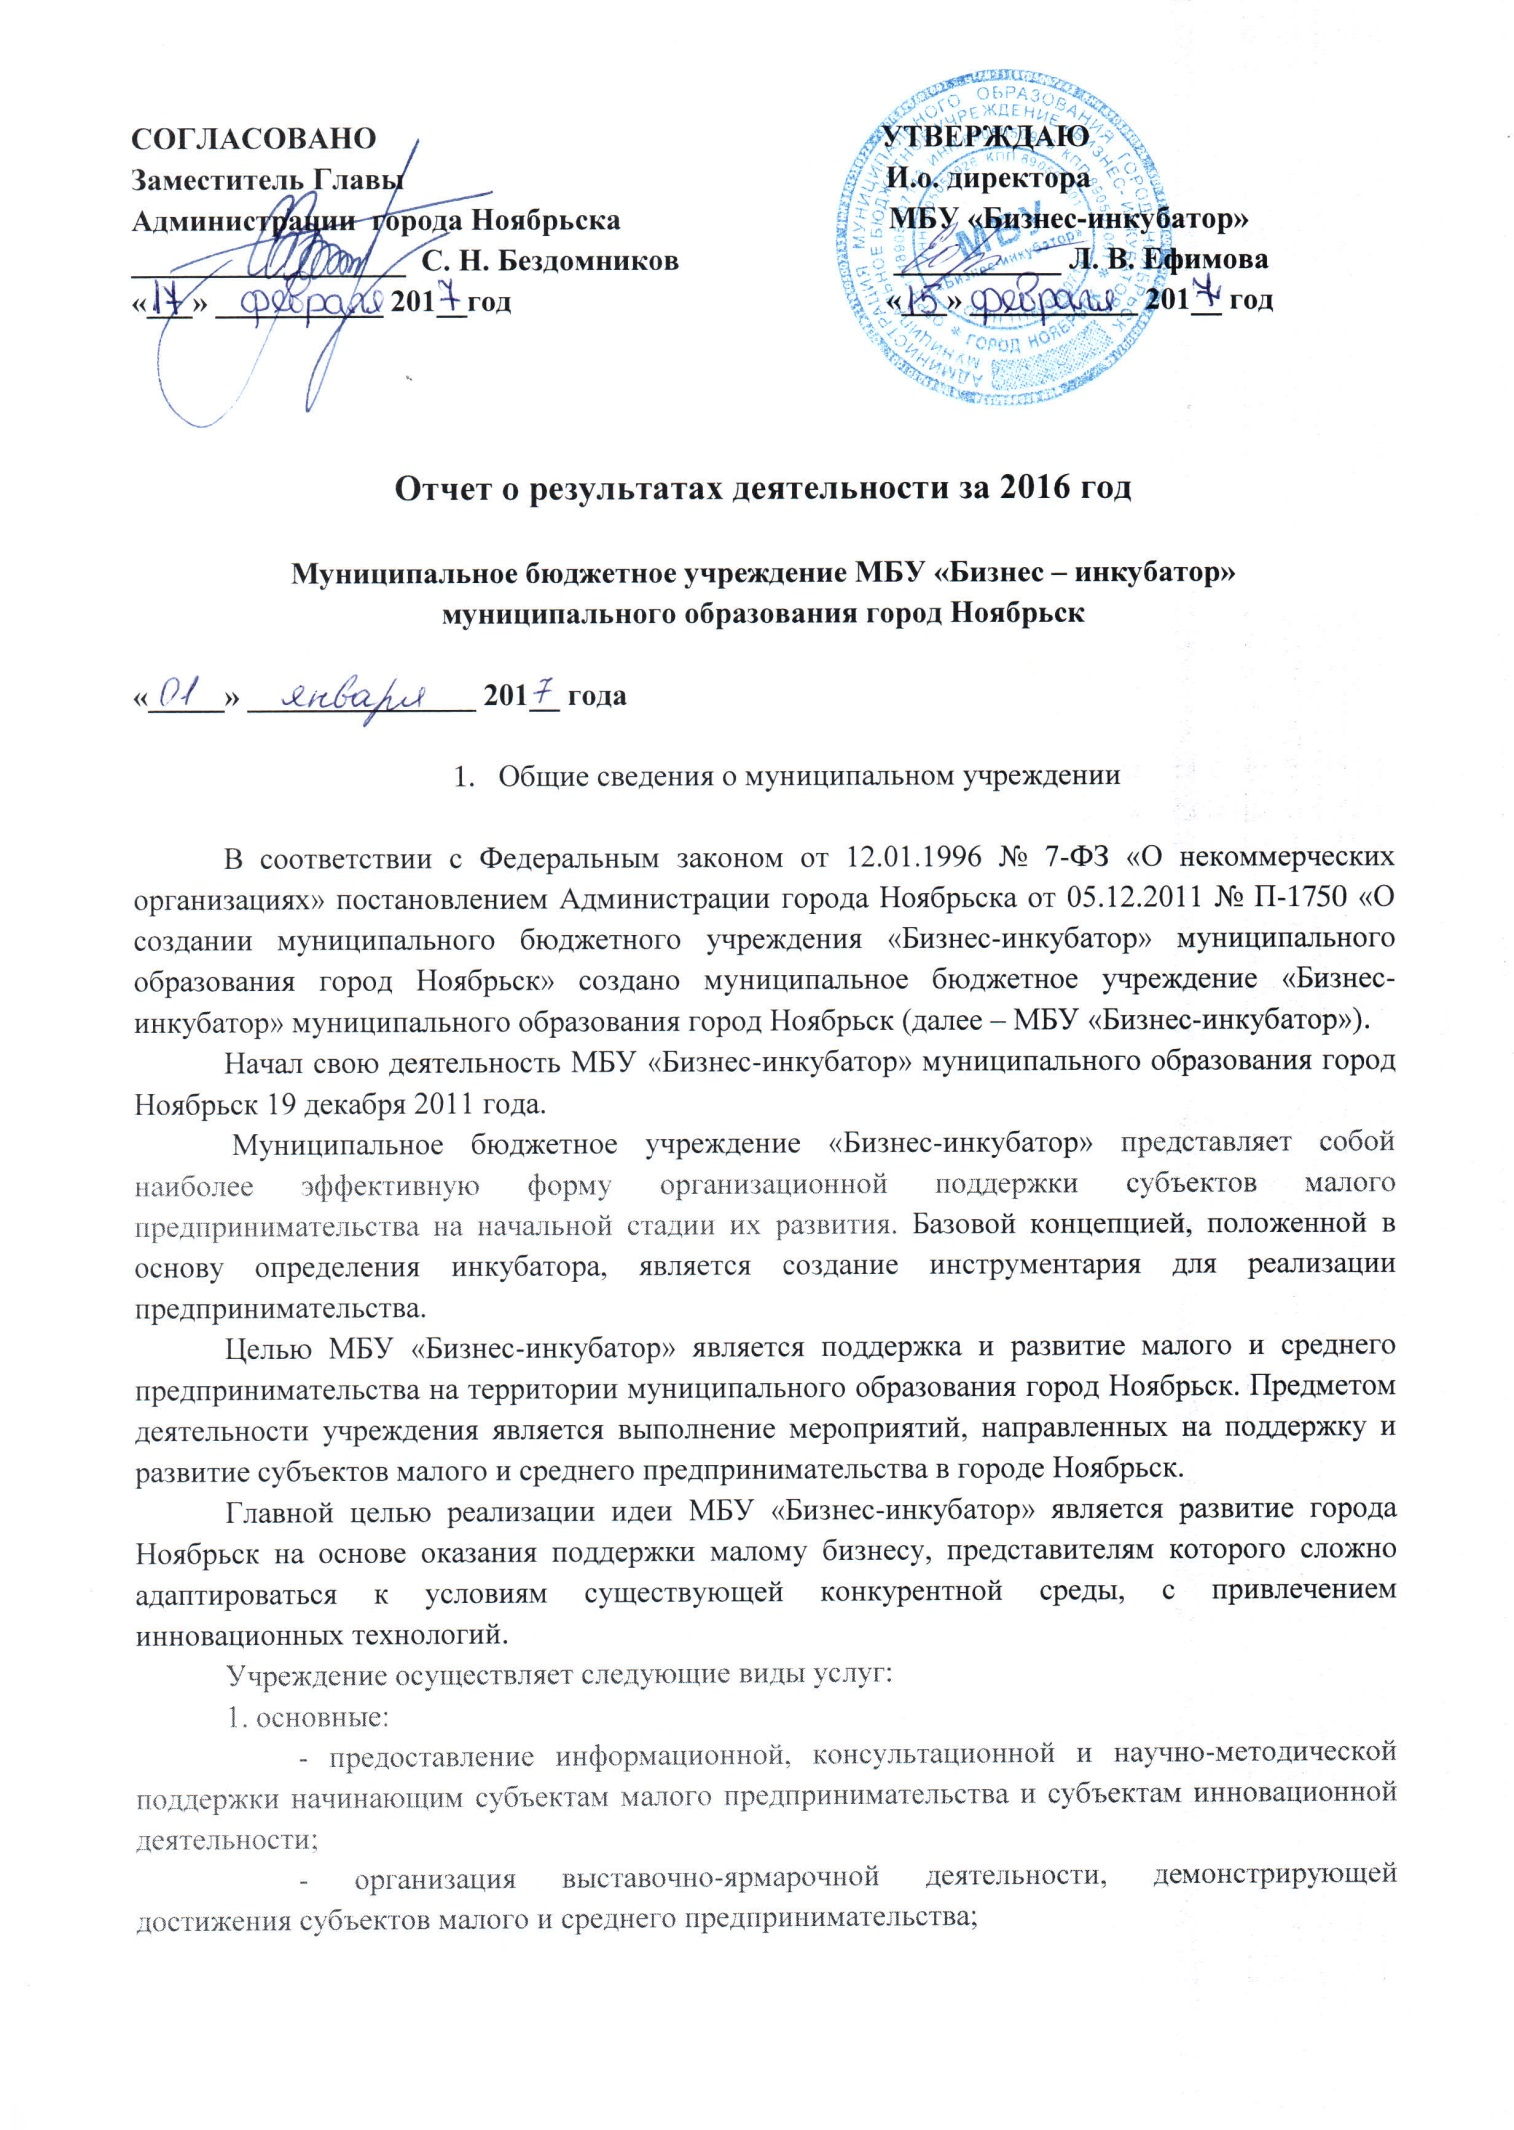 СОГЛАСОВАНО
Заместитель Главы
Администрации города Ноябрьска
С. Н. Бездомников
«17» февраля 2017 год
УТВЕРЖДАЮ
И.о. директора
МБУ «Бизнес-инкубатор»
Л. В. Ефимова
«15» февраля 2017 год
МБУ
«Бизнес-инкубатор»
Отчет о результатах деятельности за 2016 год
Муниципальное бюджетное учреждение МБУ «Бизнес – инкубатор»
муниципального образования город Ноябрьск
«01» января 2017 года
1. Общие сведения о муниципальном учреждении
В соответствии с Федеральным законом от 12.01.1996 № 7-ФЗ «О некоммерческих
организациях» постановлением Администрации города Ноябрьска от 05.12.2011 № П-1750 «О
создании муниципального бюджетного учреждения «Бизнес-инкубатор» муниципального
образования город Ноябрьск» создано муниципальное бюджетное учреждение «Бизнес-
инкубатор» муниципального образования город Ноябрьск (далее – МБУ «Бизнес-инкубатор»).
Начал свою деятельность МБУ «Бизнес-инкубатор» муниципального образования город
Ноябрьск 19 декабря 2011 года.
Муниципальное бюджетное учреждение «Бизнес-инкубатор» представляет собой
наиболее эффективную форму организационной поддержки субъектов малого
предпринимательства на начальной стадии их развития. Базовой концепцией, положенной в
основу определения инкубатора, является создание инструментария для реализации
предпринимательства.
Целью МБУ «Бизнес-инкубатор» является поддержка и развитие малого и среднего
предпринимательства на территории муниципального образования город Ноябрьск. Предметом
деятельности учреждения является выполнение мероприятий, направленных на поддержку и
развитие субъектов малого и среднего предпринимательства в городе Ноябрьск.
Главной целью реализации идеи МБУ «Бизнес-инкубатор» является развитие города
Ноябрьск на основе оказания поддержки малому бизнесу, представителям которого сложно
адаптироваться к условиям существующей конкурентной среды, с привлечением
инновационных технологий.
Учреждение осуществляет следующие виды услуг:
1. основные:
- предоставление информационной, консультационной и научно-методической
поддержки начинающим субъектам малого предпринимательства и субъектам инновационной
деятельности;
- организация выставочно-ярмарочной деятельности, демонстрирующей
достижения субъектов малого и среднего предпринимательства;